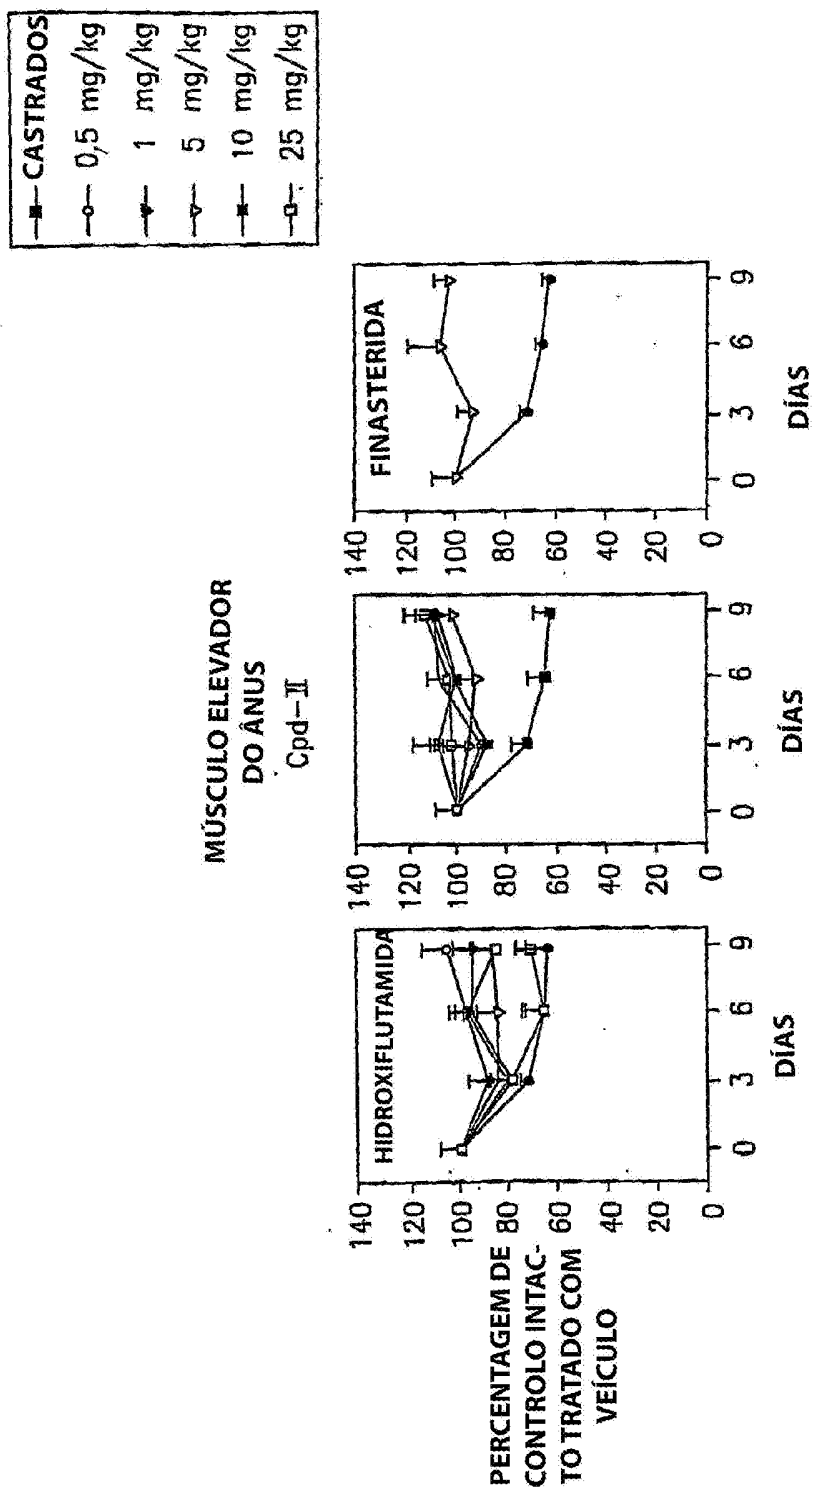 MÚSCULO ELEVADOR
DO ÂNUS
Cpd-II
CASTRADOS
0,5 mg/kg
1 mg/kg
5 mg/kg
10 mg/kg
25 mg/kg
PERCENTAGEM DE
CONTROLO INTAC-
TO TRATADO COM
VEÍCULO
HIDROXIFLUTAMIDA
140
120
100
80
60
40
20
0
0 3 6 9
DÍAS
140
120
100
80
60
40
20
0
0 3 6 9
DÍAS
FINASTERIDA
140
120
100
80
60
40
20
0
0 3 6 9
DÍAS